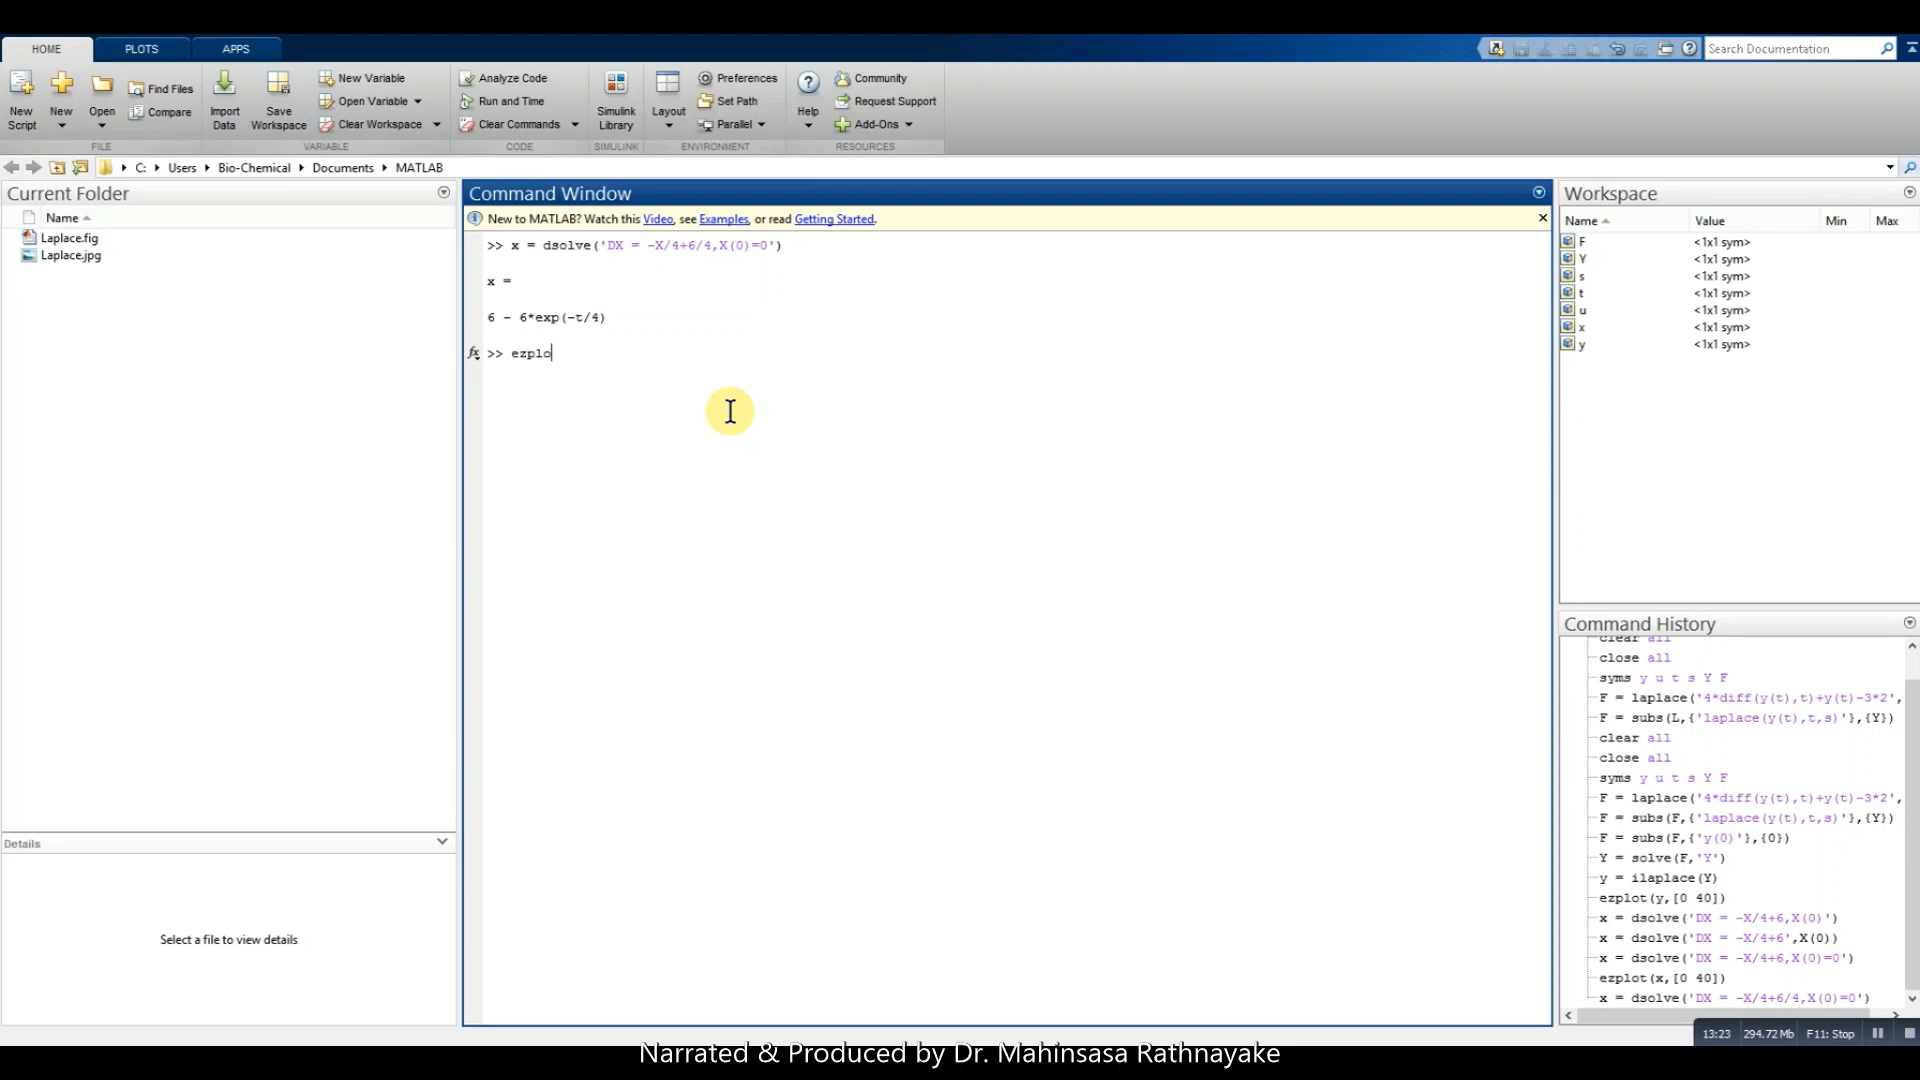 HOME PLOTS APPS
Search Documentation
New Script
New
Open
Find Files
Compare
FILE
Import Data
Save Workspace
New Variable
Open Variable
Clear Workspace
VARIABLE
Analyze Code
Run and Time
Clear Commands
CODE
Simulink Library
SIMULINK
Layout
Preferences
Set Path
Parallel
ENVIRONMENT
Help
Community
Request Support
Add-Ons
RESOURCES
C: Users Bio-Chemical Documents MATLAB
Current Folder
Name
Laplace.fig
Laplace.jpg
Details
Select a file to view details
Command Window
New to MATLAB? Watch this Video, see Examples, or read Getting Started.
>> x = dsolve('DX = -X/4+6/4,X(0)=0')
x =
6 - 6*exp(-t/4)
fx >> ezplo
Workspace
Name Value Min Max
F <1x1 sym>
Y <1x1 sym>
s <1x1 sym>
t <1x1 sym>
u <1x1 sym>
x <1x1 sym>
y <1x1 sym>
Command History
clear all
close all
syms y u t s Y F
F = laplace('4*diff(y(t),t)+y(t)-3*2',
F = subs(L,{'laplace(y(t),t,s)'},{Y})
clear all
close all
syms y u t s Y F
F = laplace('4*diff(y(t),t)+y(t)-3*2',
F = subs(F,{'laplace(y(t),t,s)'},{Y})
F = subs(F,{'y(0)'},{0})
Y = solve(F,'Y')
y = ilaplace(Y)
ezplot(y,[0 40])
x = dsolve('DX = -X/4+6,X(0)')
x = dsolve('DX = -X/4+6',X(0))
x = dsolve('DX = -X/4+6,X(0)=0')
ezplot(x,[0 40])
x = dsolve('DX = -X/4+6/4,X(0)=0')
13:23 294.72 Mb F11: Stop
Narrated & Produced by Dr. Mahinsasa Rathnayake